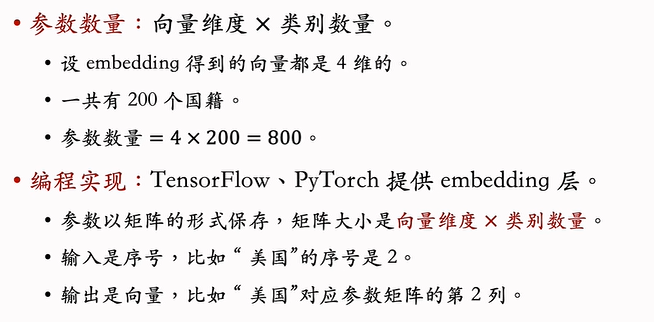 • 参数数量：向量维度 × 类别数量。
• 设 embedding 得到的向量都是 4 维的。
• 一共有 200 个国籍。
• 参数数量 = 4 × 200 = 800。
• 编程实现：TensorFlow、PyTorch 提供 embedding 层。
• 参数以矩阵的形式保存，矩阵大小是向量维度 × 类别数量。
• 输入是序号，比如 “ 美国”的序号是 2。
• 输出是向量，比如 “ 美国”对应参数矩阵的第 2 列。